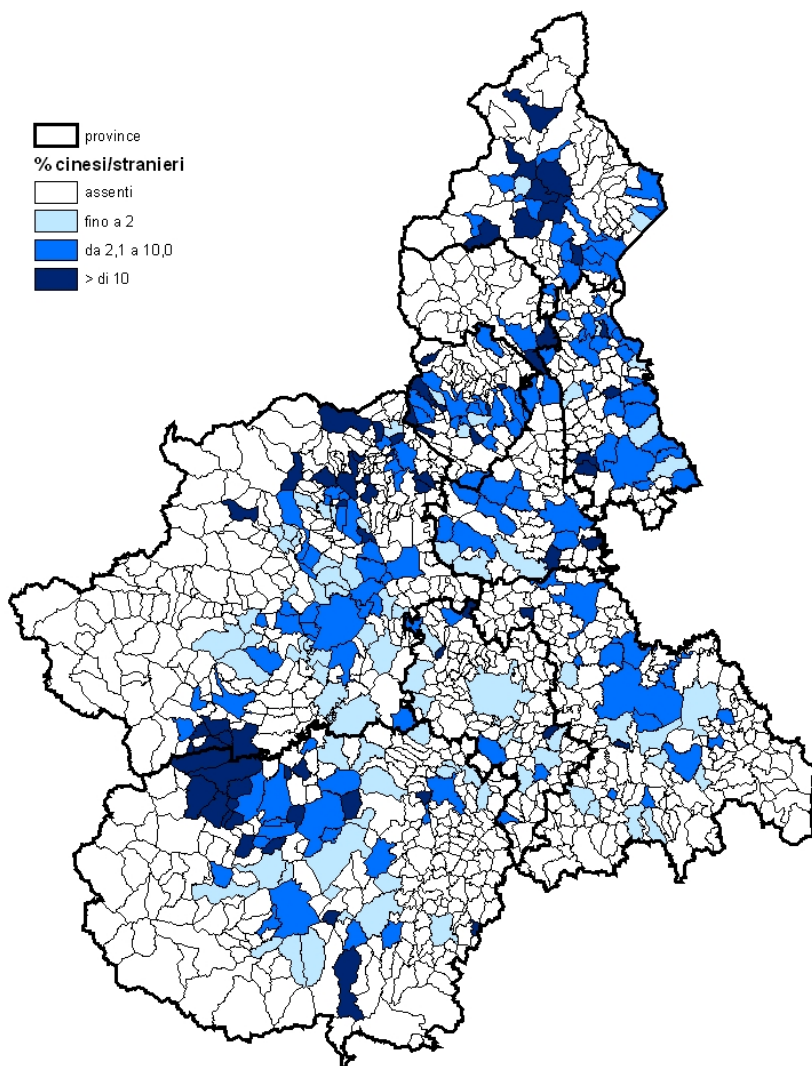 province
% cinesi/stranieri
assenti
fino a 2
da 2,1 a 10,0
> di 10